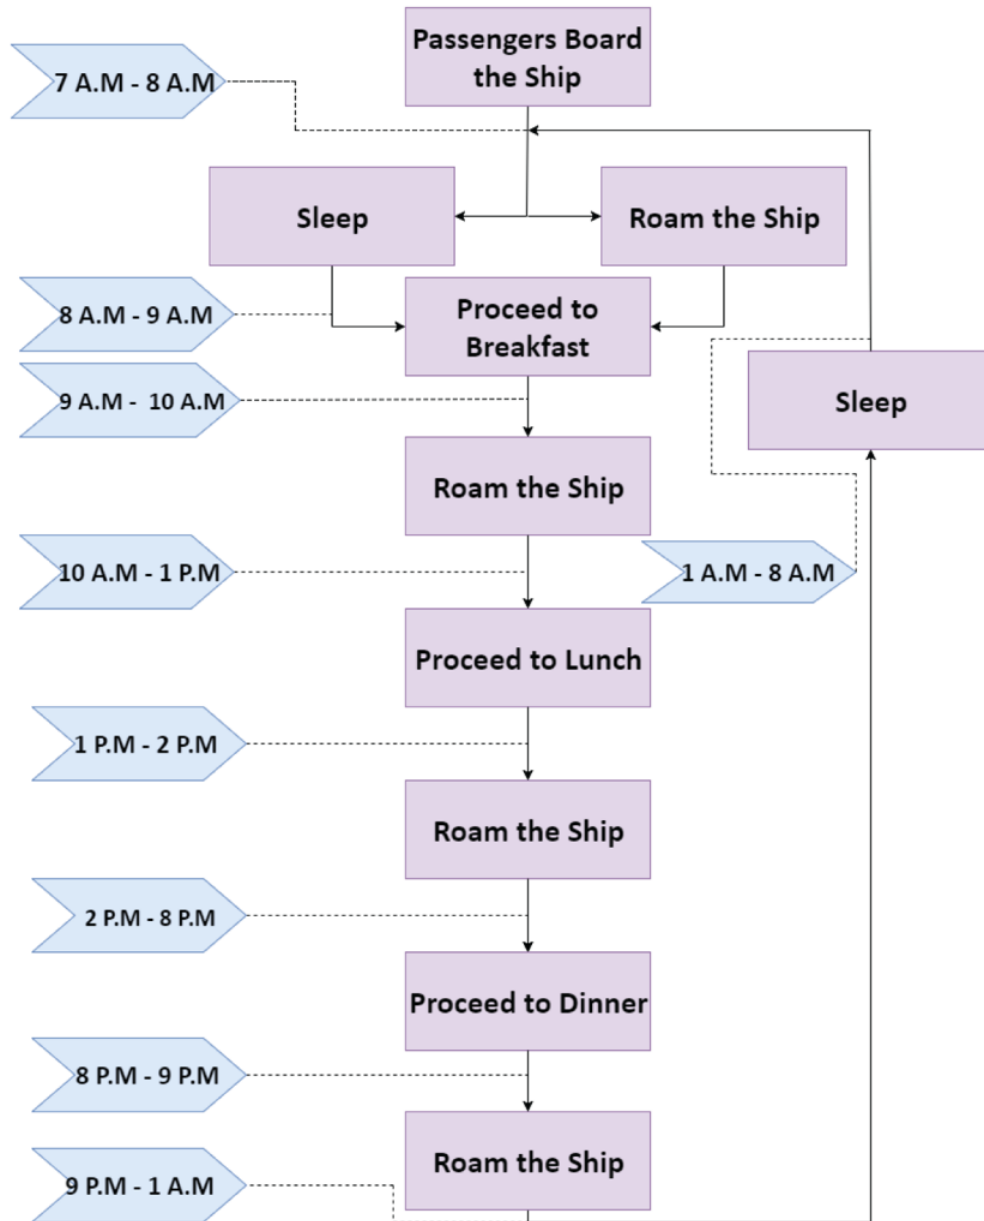 Passengers Board
the Ship
7 A.M - 8 A.M
Sleep
Roam the Ship
8 A.M - 9 A.M
Proceed to
Breakfast
9 A.M - 10 A.M
Sleep
Roam the Ship
10 A.M - 1 P.M
1 A.M - 8 A.M
Proceed to Lunch
1 P.M - 2 P.M
Roam the Ship
2 P.M - 8 P.M
Proceed to Dinner
8 P.M - 9 P.M
Roam the Ship
9 P.M - 1 A.M